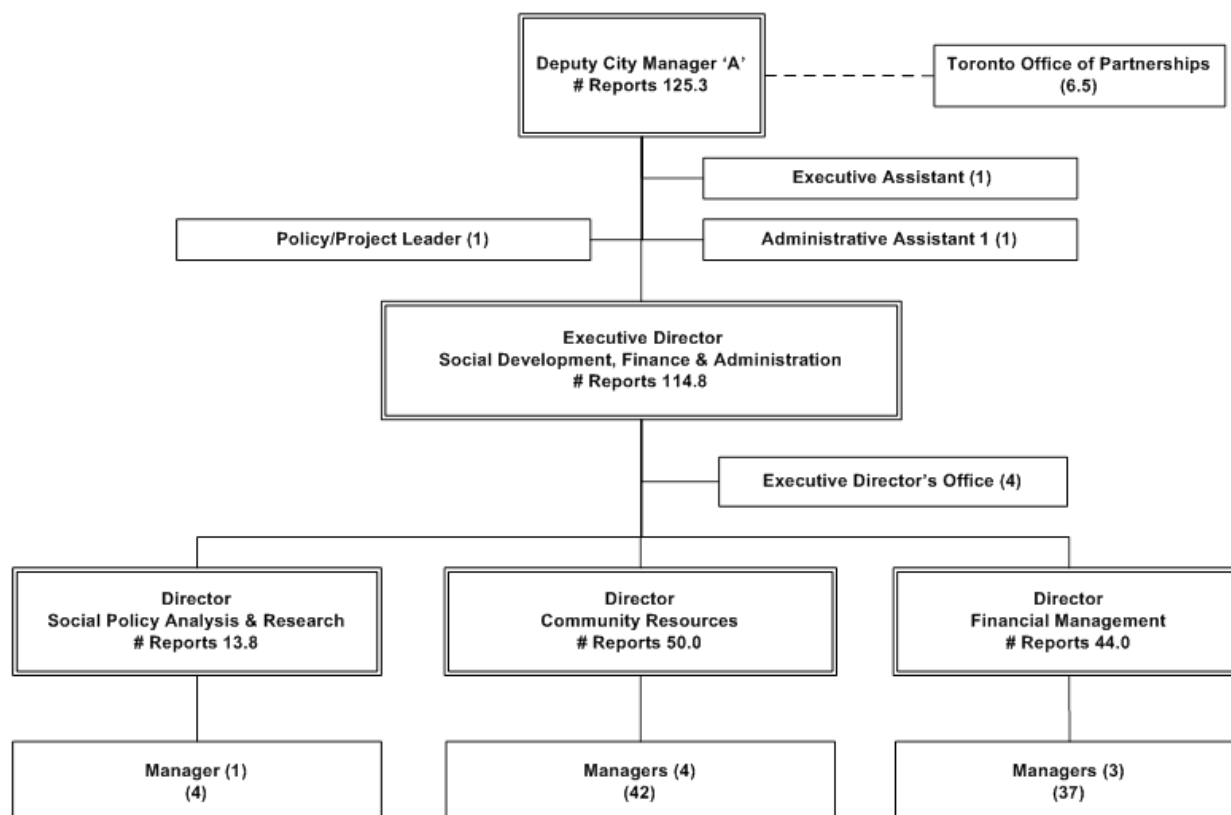 Deputy City Manager ‘A’
# Reports 125.3
Toronto Office of Partnerships
(6.5)
Executive Assistant (1)
Policy/Project Leader (1)
Administrative Assistant 1 (1)
Executive Director
Social Development, Finance & Administration
# Reports 114.8
Executive Director’s Office (4)
Director
Social Policy Analysis & Research
# Reports 13.8
Director
Community Resources
# Reports 50.0
Director
Financial Management
# Reports 44.0
Manager (1)
(4)
Managers (4)
(42)
Managers (3)
(37)